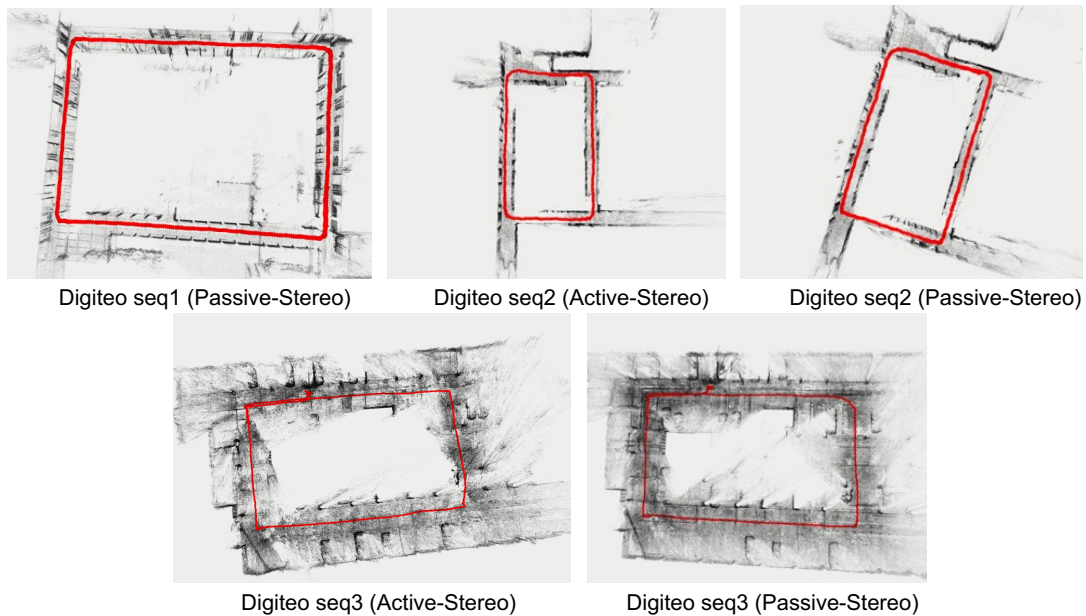 Digiteo seq1 (Passive-Stereo)
Digiteo seq2 (Active-Stereo)
Digiteo seq2 (Passive-Stereo)
Digiteo seq3 (Active-Stereo)
Digiteo seq3 (Passive-Stereo)